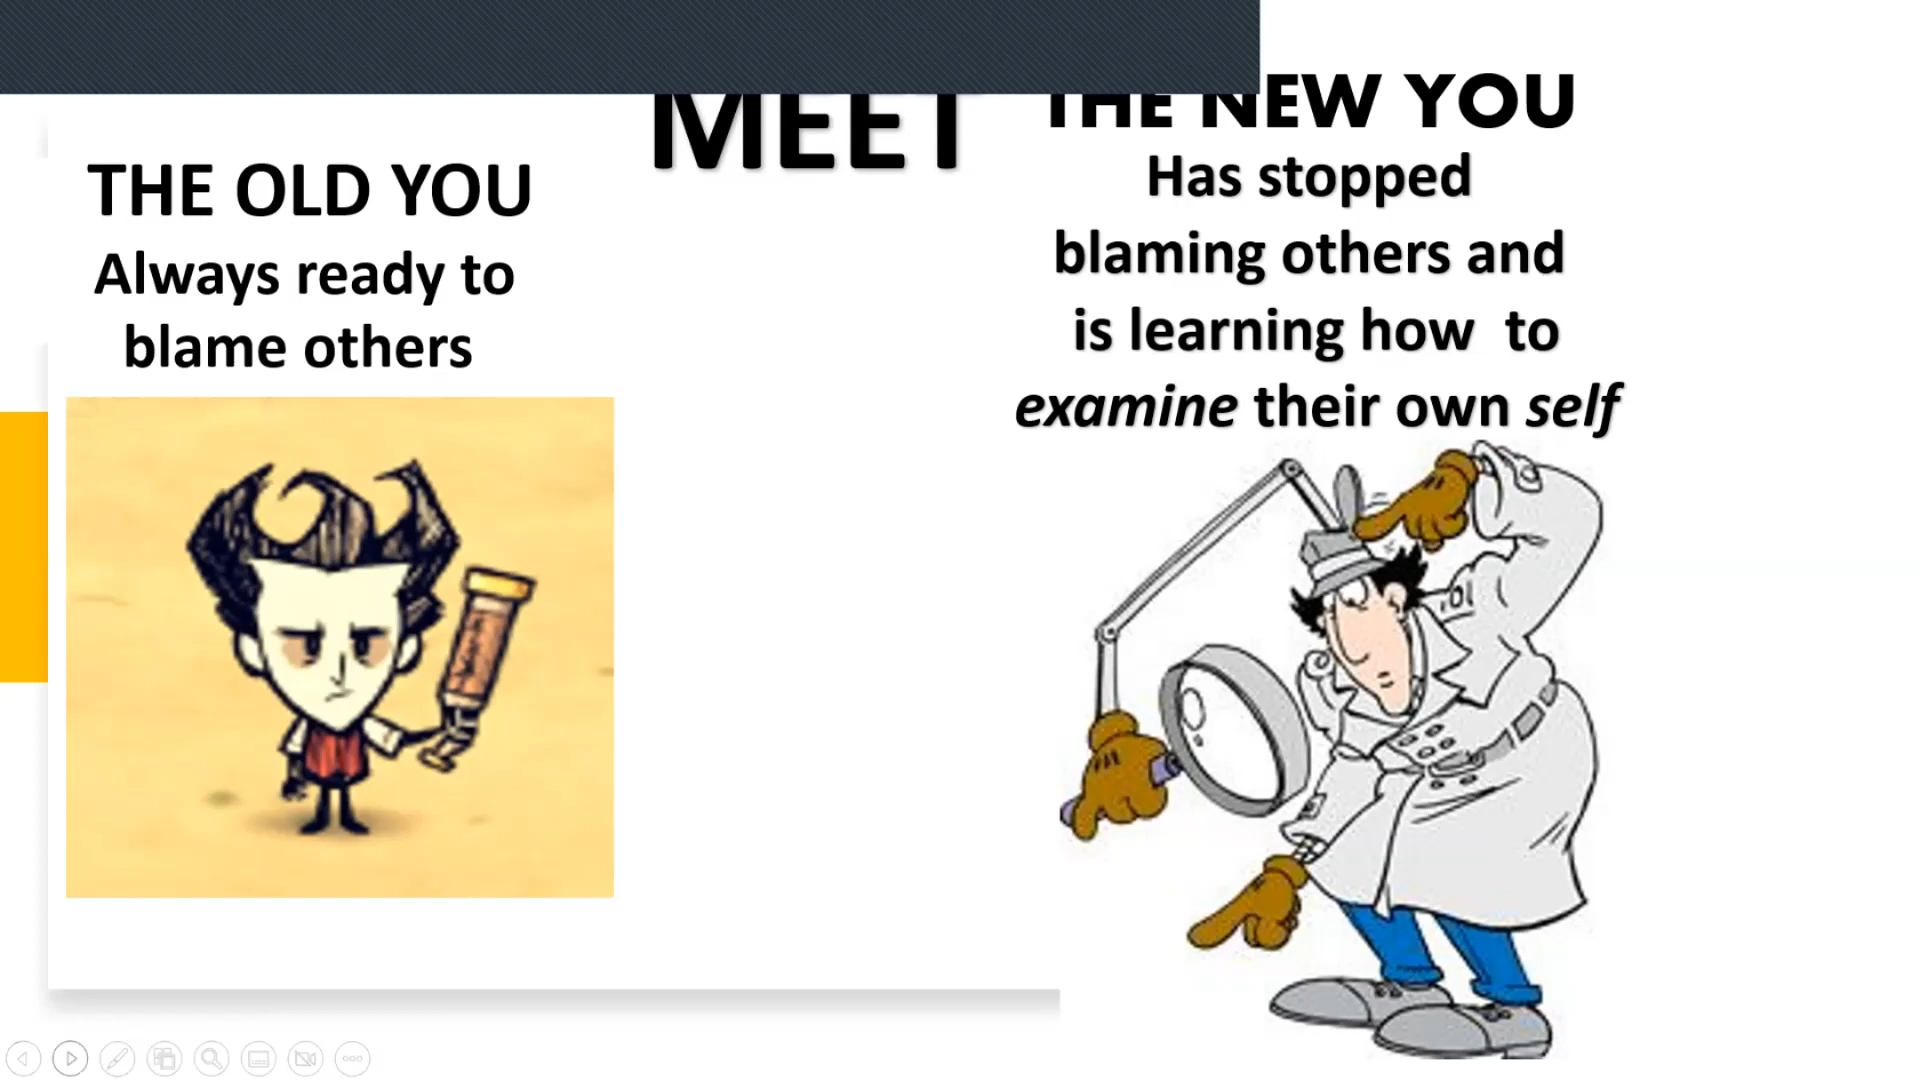 MEET
THE OLD YOU
Always ready to
blame others
THE NEW YOU
Has stopped
blaming others and
is learning how  to
examine their own self